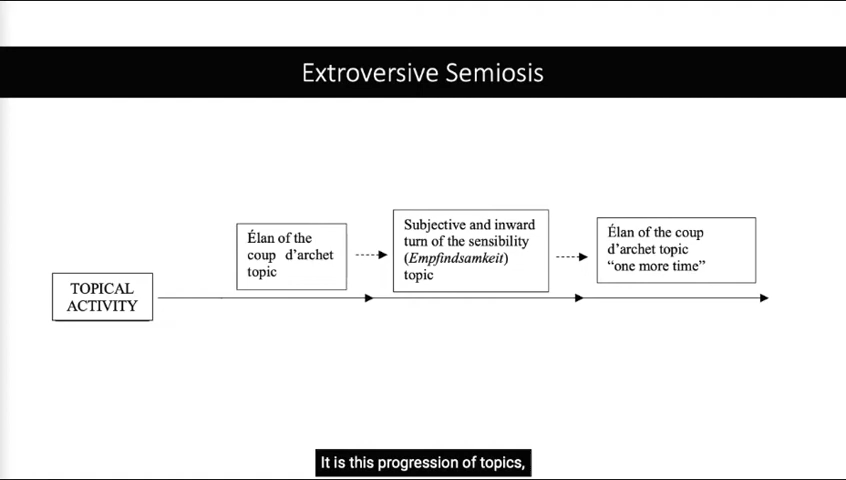 Extroversive Semiosis
TOPICAL
ACTIVITY
Élan of the
coup d'archet
topic
Subjective and inward
turn of the sensibility
(Empfindsamkeit)
topic
Élan of the coup
d'archet topic
“one more time”
It is this progression of topics,